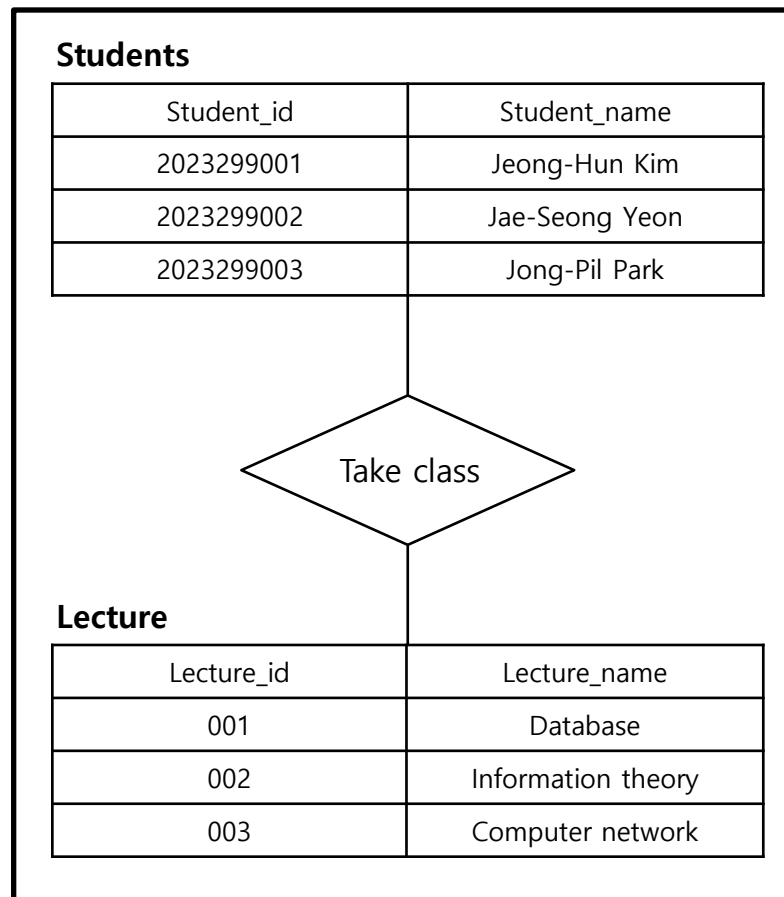 Students
Student_id Student_name
2023299001 Jeong-Hun Kim
2023299002 Jae-Seong Yeon
2023299003 Jong-Pil Park
Take class
Lecture
Lecture_id Lecture_name
001 Database
002 Information theory
003 Computer network